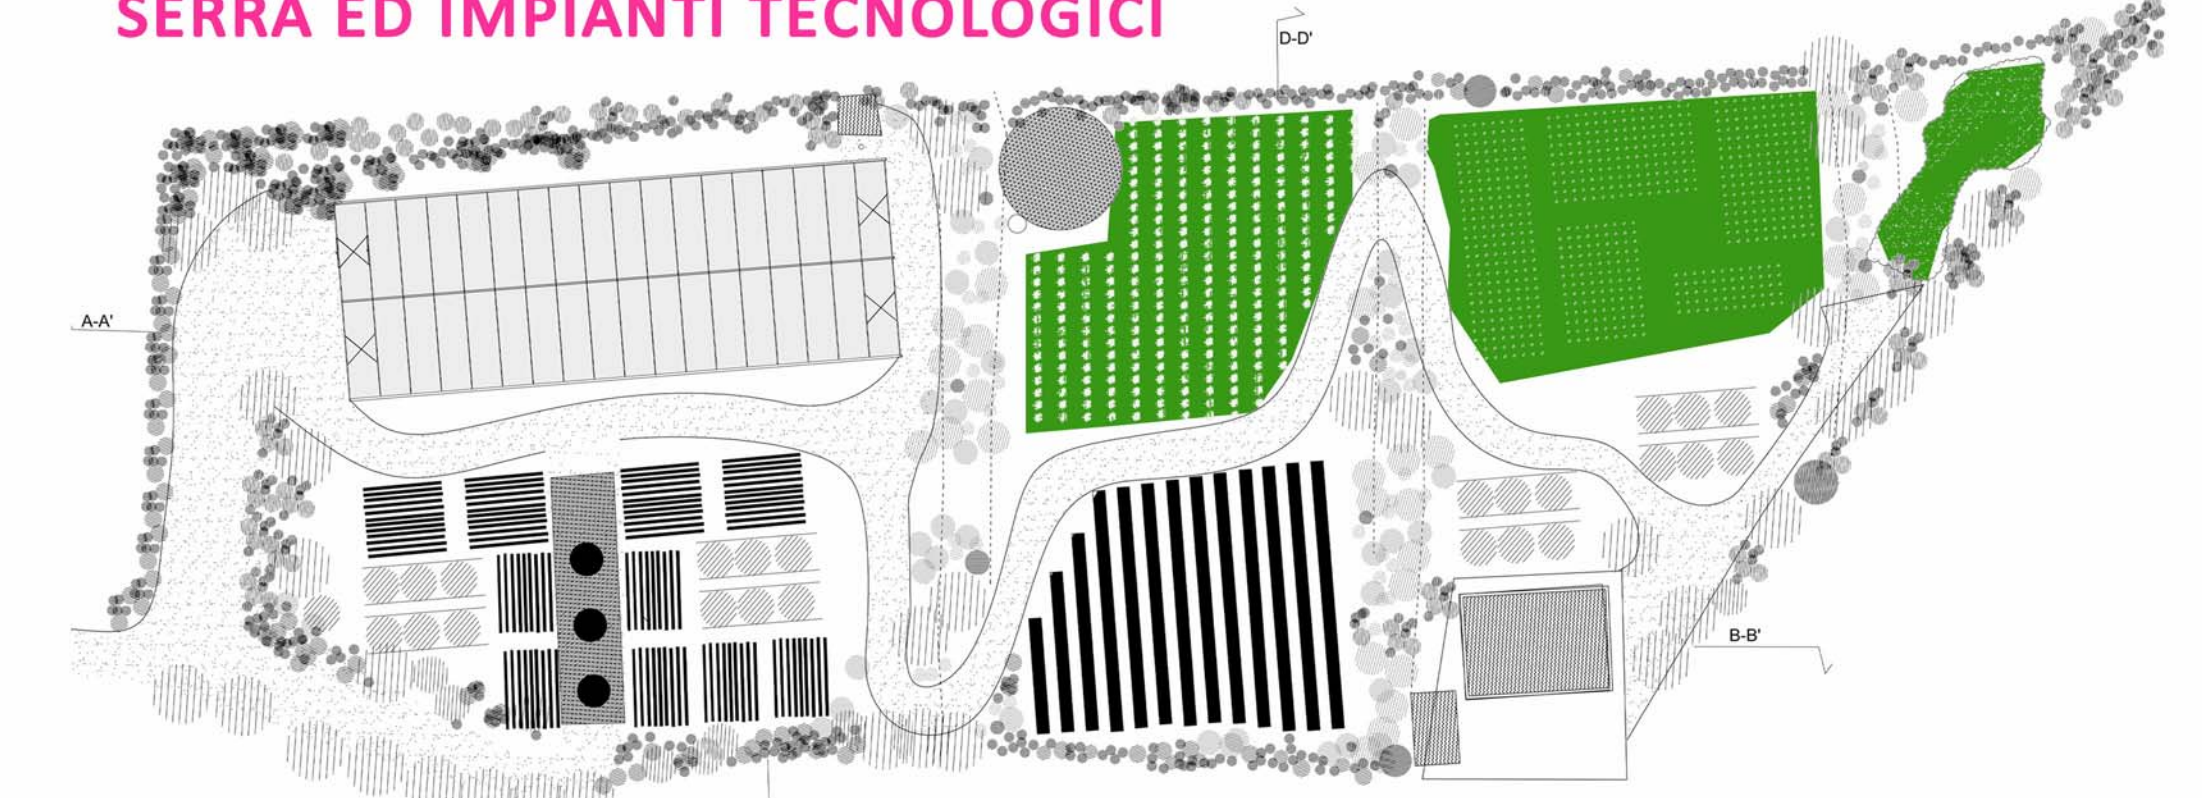 SERRA ED IMPIANTI TECNOLOGICI
D-D'
A-A'
B-B'